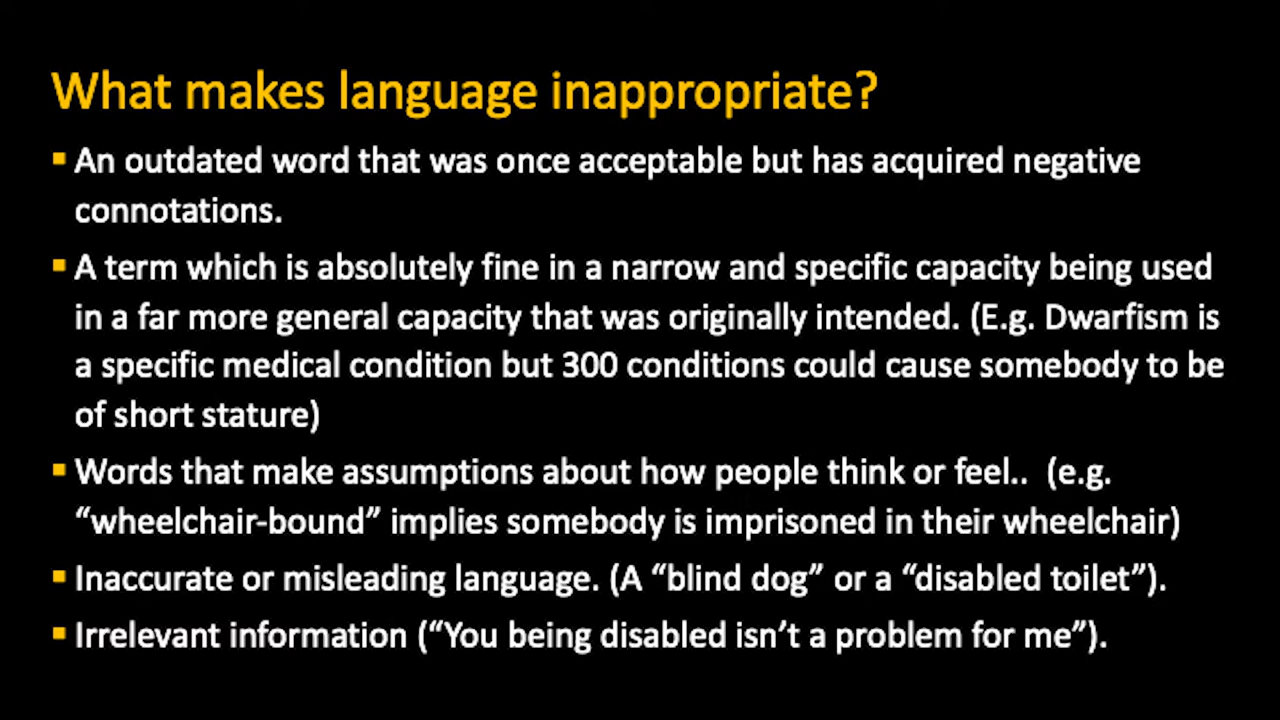 What makes language inappropriate?
▪ An outdated word that was once acceptable but has acquired negative
connotations.
▪ A term which is absolutely fine in a narrow and specific capacity being used
in a far more general capacity that was originally intended. (E.g. Dwarfism is
a specific medical condition but 300 conditions could cause somebody to be
of short stature)
▪ Words that make assumptions about how people think or feel.. (e.g.
“wheelchair-bound” implies somebody is imprisoned in their wheelchair)
▪ Inaccurate or misleading language. (A “blind dog” or a “disabled toilet”).
▪ Irrelevant information (“You being disabled isn’t a problem for me”).